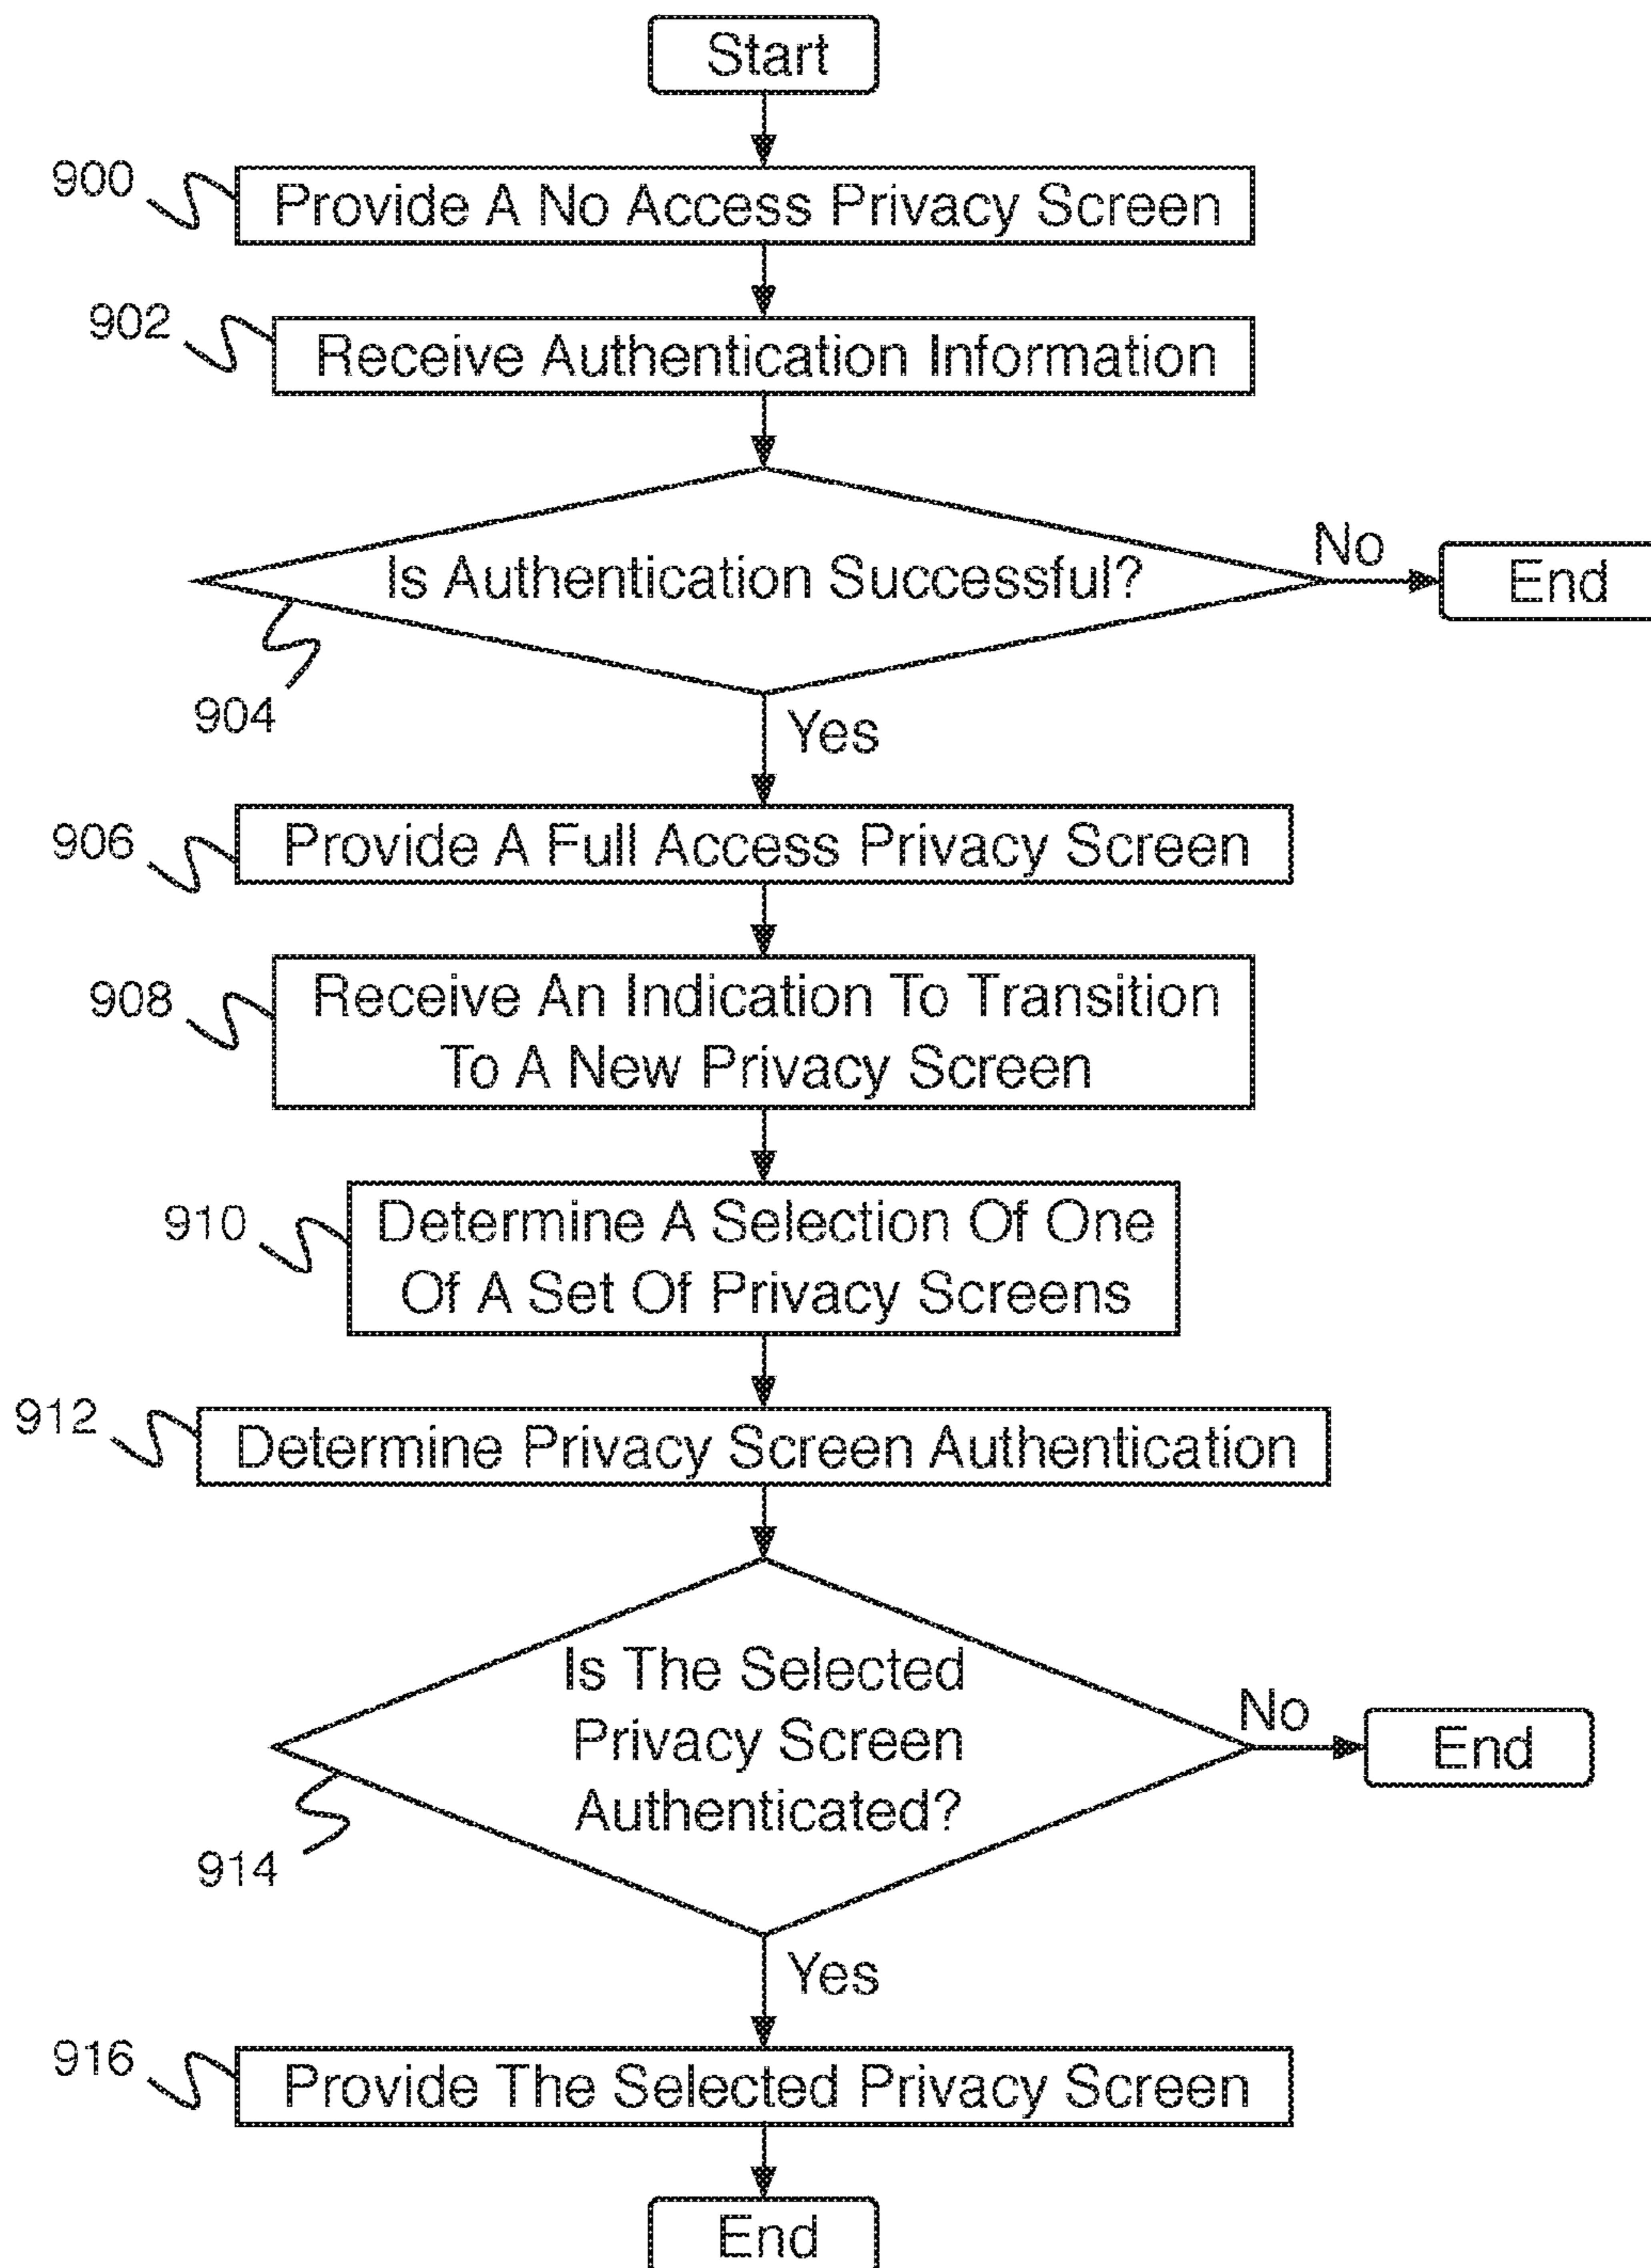 Start
900
Provide A No Access Privacy Screen
902
Receive Authentication Information
Is Authentication Successful?
No
End
904
Yes
906
Provide A Full Access Privacy Screen
908
Receive An Indication To Transition
To A New Privacy Screen
910
Determine A Selection Of One
Of A Set Of Privacy Screens
912
Determine Privacy Screen Authentication
Is The Selected
Privacy Screen
Authenticated?
No
End
914
Yes
916
Provide The Selected Privacy Screen
End